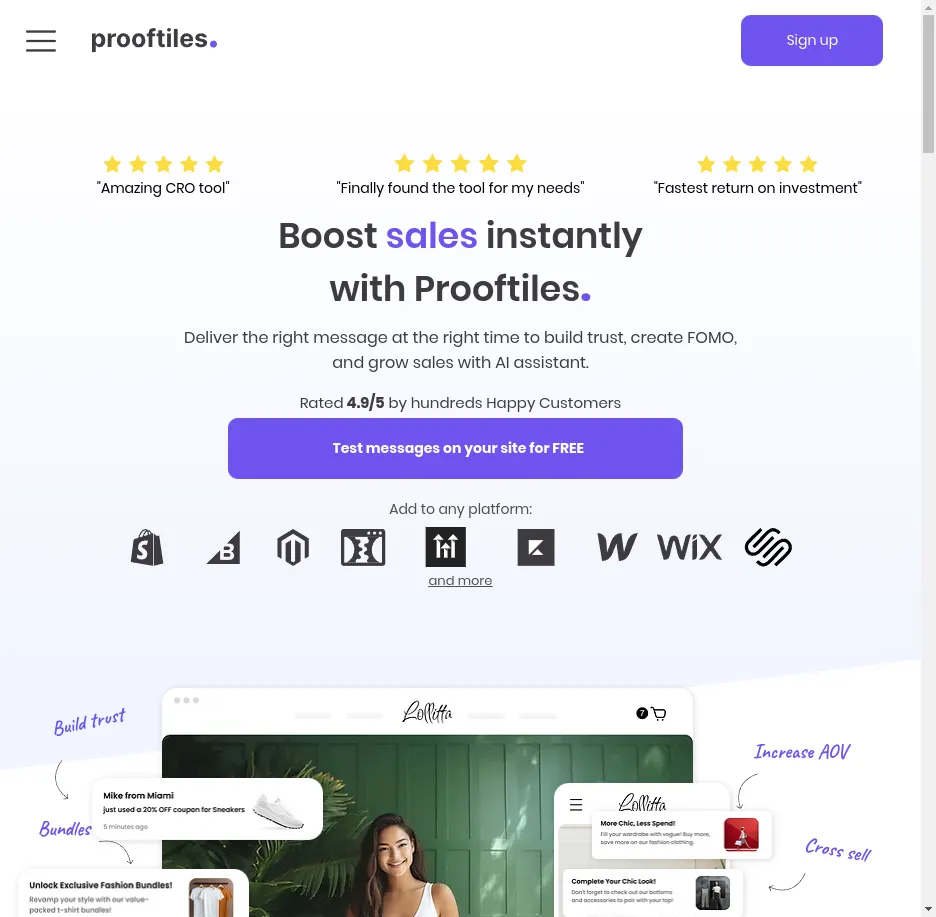 prooftiles.
Sign up
"Amazing CRO tool"
"Finally found the tool for my needs"
"Fastest return on investment"
Boost sales instantly
with Prooftiles.
Deliver the right message at the right time to build trust, create FOMO,
and grow sales with AI assistant.
Rated 4.9/5 by hundreds Happy Customers
Test messages on your site for FREE
Add to any platform:
S
B
W
WiX
and more
Build trust
Lollitta
7
Increase AOV
Mike from Miami
just used a 20% OFF coupon for Sneakers
5 minutes ago
Lollitta
More Chic, Less Spend!
Fill your wardrobe with vogue! Buy more,
save more on our fashion clothing.
Bundles
Cross sell
Unlock Exclusive Fashion Bundles!
Revamp your style with our value-
packed t-shirt bundles!
Complete Your Chic Look!
Don't forget to check out our bottoms
and accessories to pair with your top!